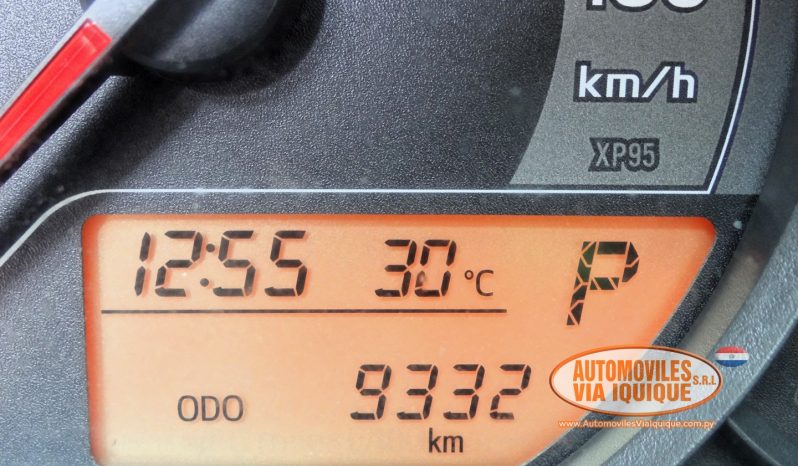 km/h
XP95
12:55 30 °C P
ODO 9332
km
AUTOMOVILES
VIA IQUIQUE S.R.L
www.AutomovilesViaIquique.com.py